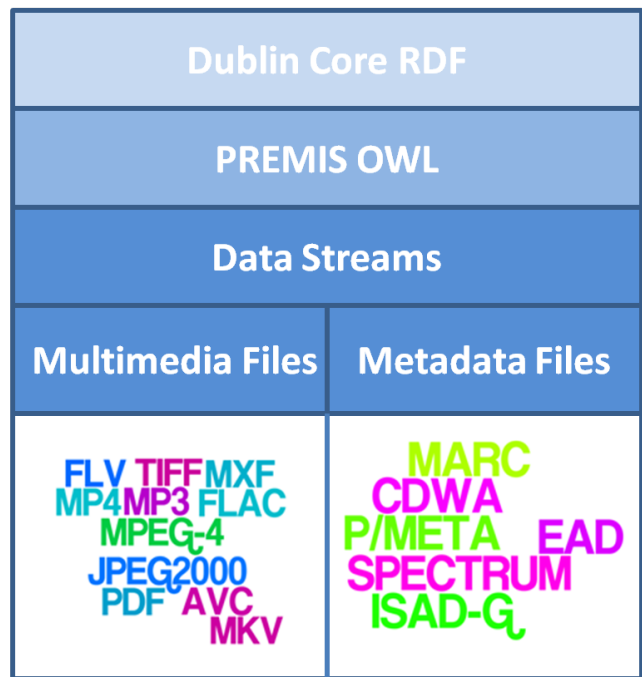 Dublin Core RDF
PREMIS OWL
Data Streams
Multimedia Files
Metadata Files
FLV TIFF MXF
MP4 MP3 FLAC
MPEG-4
JPEG2000
PDF AVC
MKV
MARC
CDWA
P/META EAD
SPECTRUM
ISAD-G